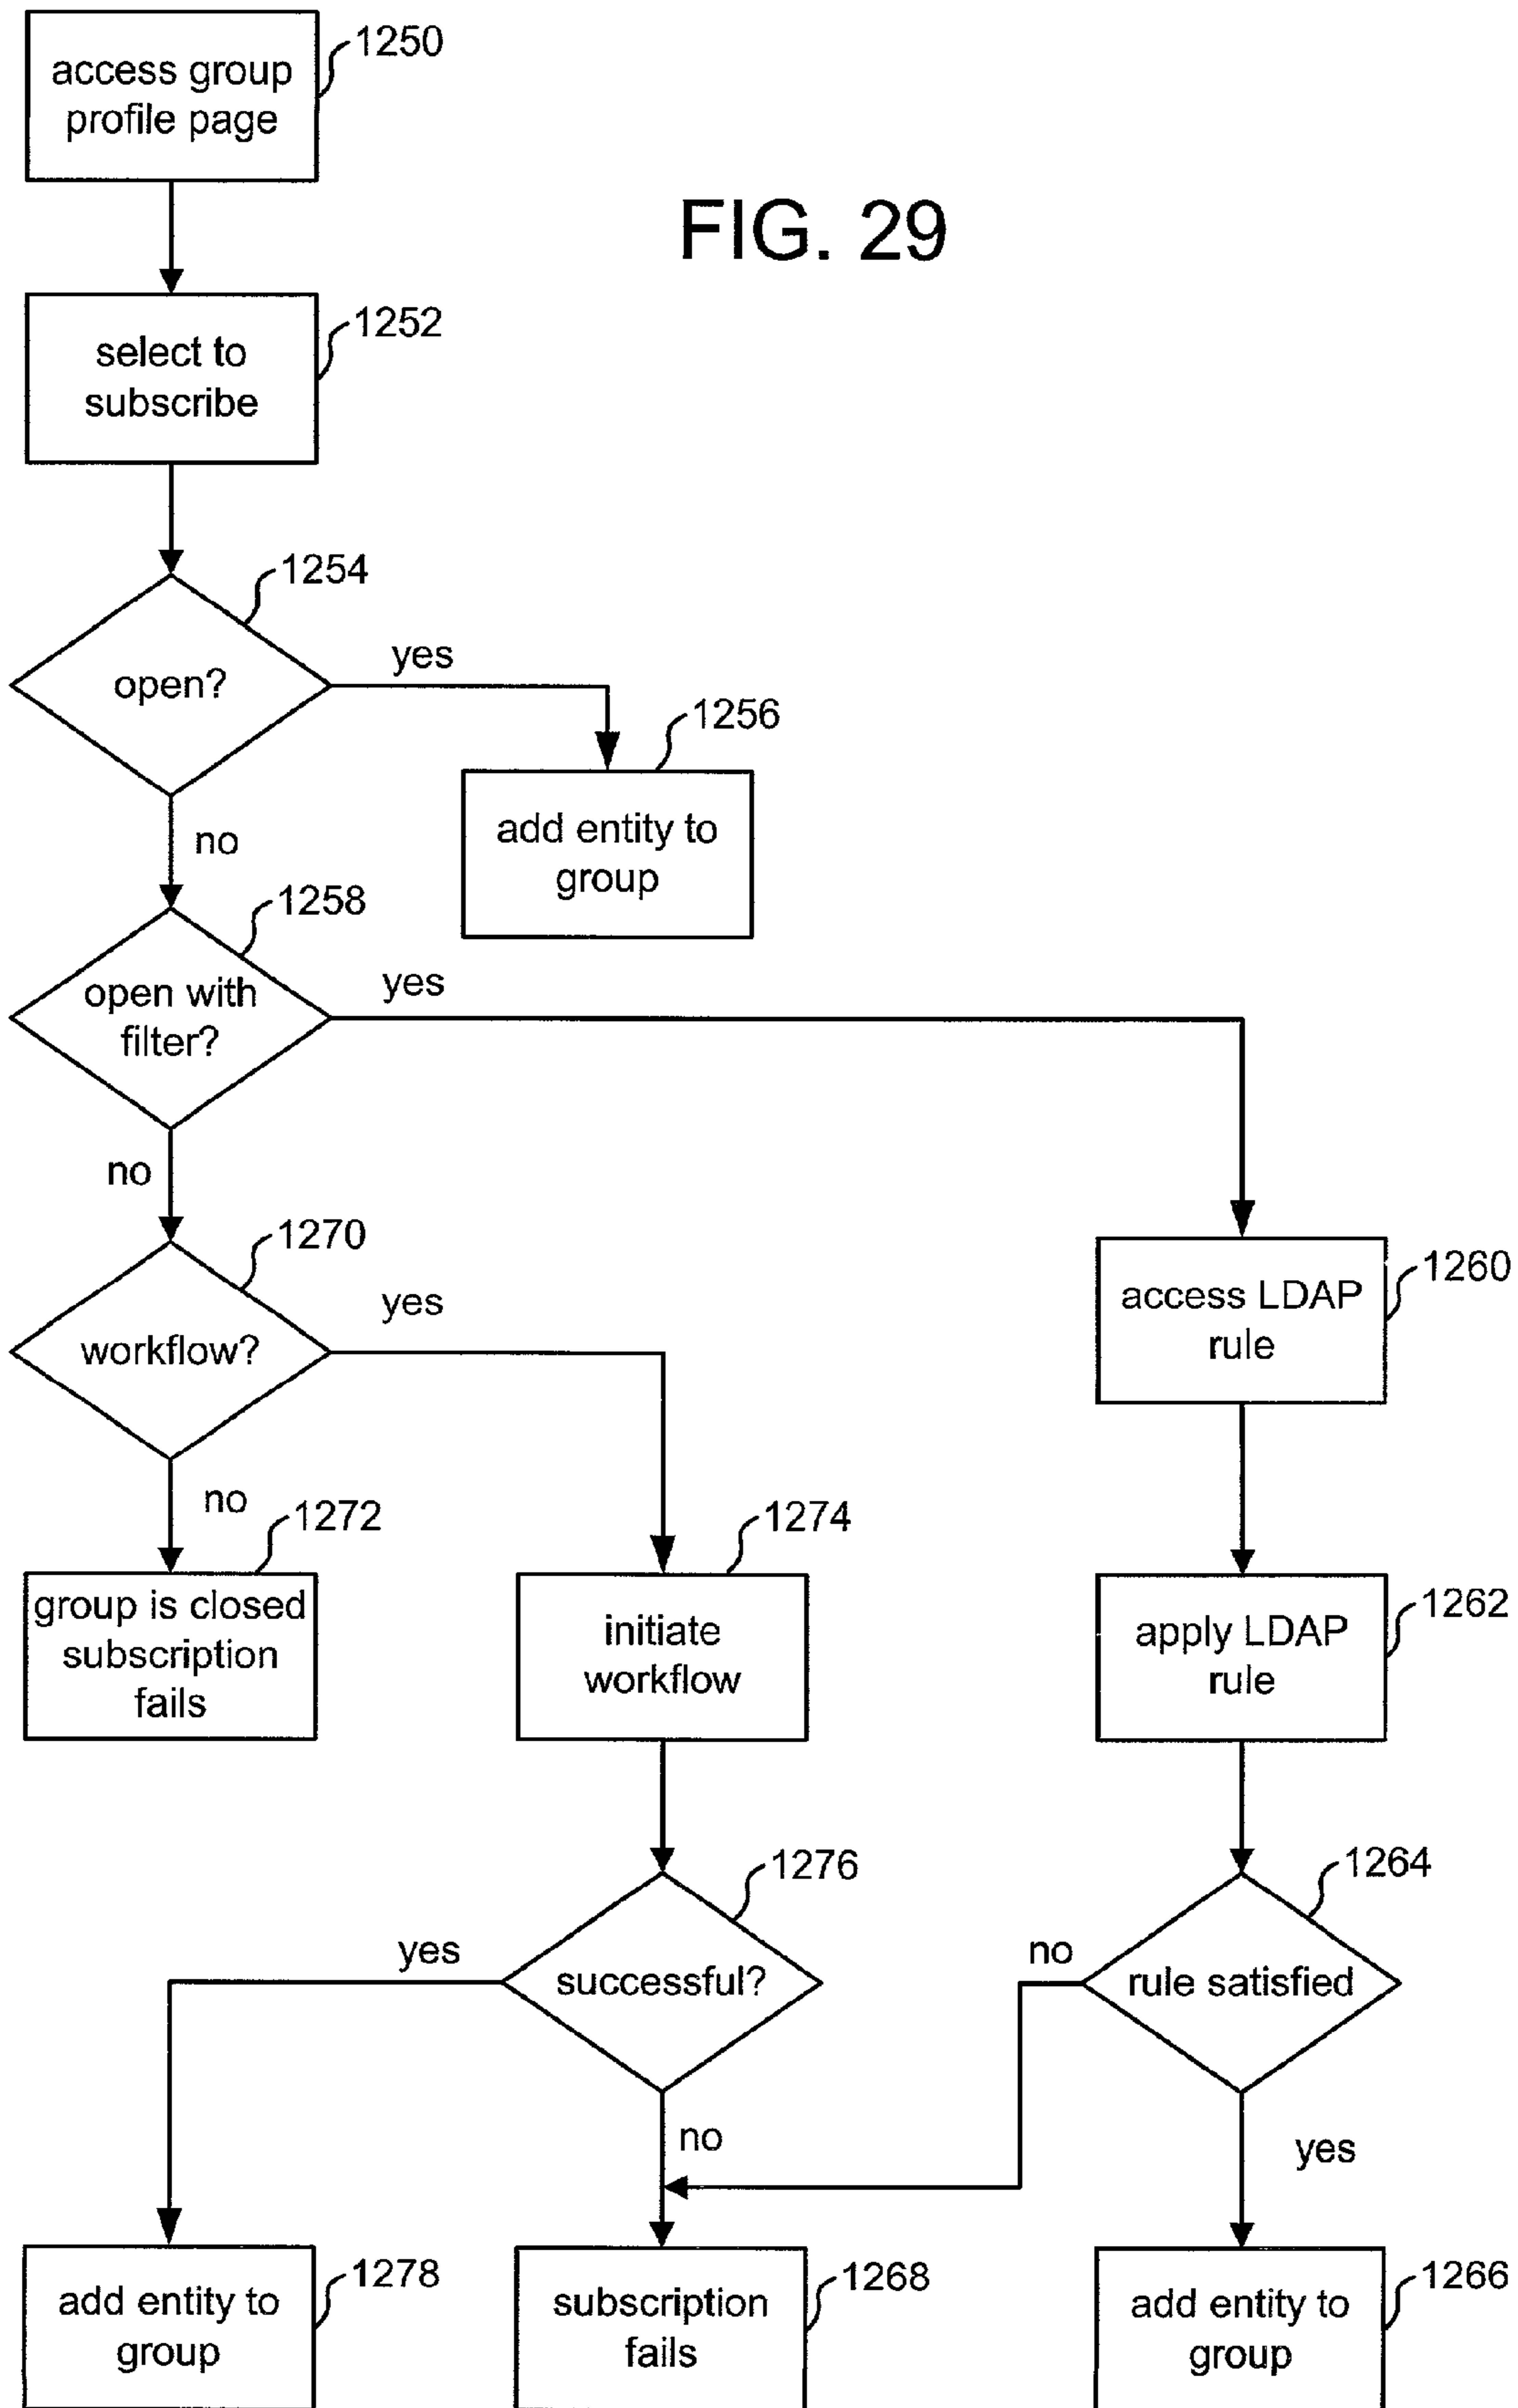 1250
access group
profile page
FIG. 29
1252
select to
subscribe
1254
open?
yes
1256
add entity to
group
no
1258
open with
filter?
yes
no
1270
workflow?
yes
1260
access LDAP
rule
no
1272
group is closed
subscription
fails
1274
initiate
workflow
1262
apply LDAP
rule
1276
successful?
yes
1264
rule satisfied
no
no
yes
1278
add entity to
group
1268
subscription
fails
1266
add entity to
group